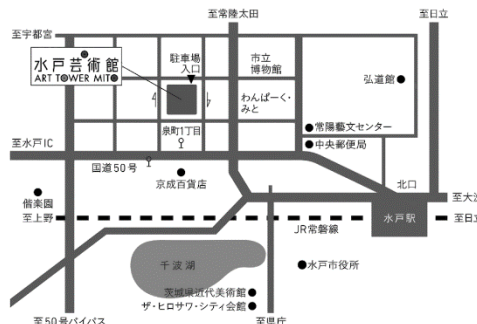 至常陸太田
至日立
至宇都宮
水戸芸術館
ART TOWER MITO
駐車場
入口
市立
博物館
弘道館
わんぱーく・
みと
常陽藝文センター
泉町1丁目
中央郵便局
至水戸IC
国道50号
京成百貨店
北口
偕楽園
至大洗
至上野
水戸駅
至日立
JR常磐線
千波湖
水戸市役所
茨城県近代美術館
ザ・ヒロサワ・シティ会館
至50号バイパス
至県庁